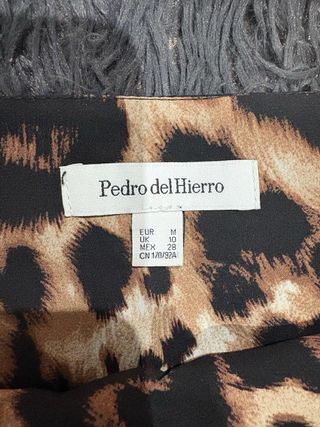 Pedro del Hierro
EUR M
UK 10
MEX 28
CN 170/92A